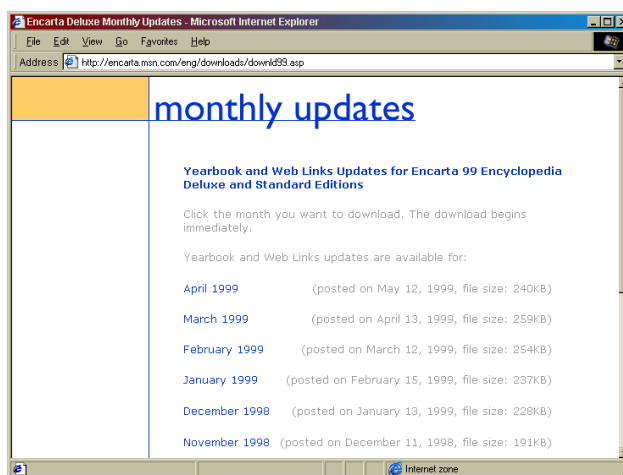 Encarta Deluxe Monthly Updates - Microsoft Internet Explorer
File Edit View Go Favorites Help
Address http://encarta.msn.com/eng/downloads/downld99.asp
monthly updates
Yearbook and Web Links Updates for Encarta 99 Encyclopedia
Deluxe and Standard Editions
Click the month you want to download. The download begins
immediately.
Yearbook and Web Links updates are available for:
April 1999 (posted on May 12, 1999, file size: 240KB)
March 1999 (posted on April 13, 1999, file size: 259KB)
February 1999 (posted on March 12, 1999, file size: 254KB)
January 1999 (posted on February 15, 1999, file size: 237KB)
December 1998 (posted on January 13, 1999, file size: 228KB)
November 1998 (posted on December 11, 1998, file size: 191KB)
Internet zone